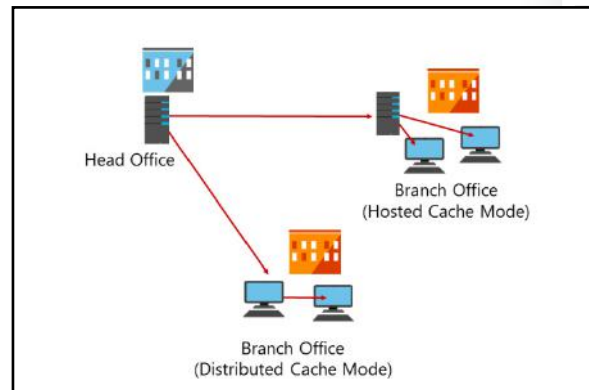 Head Office
Branch Office
(Hosted Cache Mode)
Branch Office
(Distributed Cache Mode)